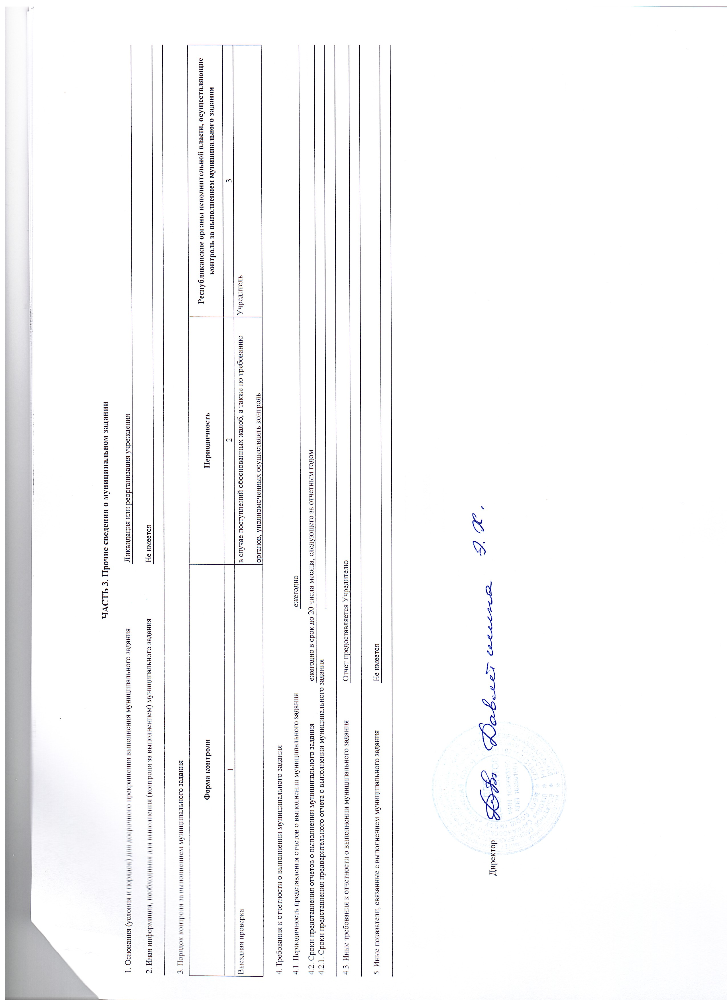 ЧАСТЬ 3. Прочие сведения о муниципальном задании
1. Основания (условия и порядок) для досрочного прекращения выполнения муниципального задания Ликвидация или реорганизация учреждения
2. Иная информация, необходимая для выполнения (контроля за выполнением) муниципального задания Не имеется
3. Порядок контроля за выполнением муниципального задания
Форма контроля Периодичность Республиканские органы исполнительной власти, осуществляющие
контроль за выполнением муниципального задания
1 2 3
Выездная проверка в случае поступлений обоснованных жалоб, а также по требованию Учредитель
органов, уполномоченных осуществлять контроль
4. Требования к отчетности о выполнении муниципального задания
4.1. Периодичность представления отчетов о выполнении муниципального задания ежегодно
4.2. Сроки представления отчетов о выполнении муниципального задания ежегодно в срок до 20 числа месяца, следующего за отчетным годом
4.2.1. Сроки представления предварительного отчета о выполнении муниципального задания
4.3. Иные требования к отчетности о выполнении муниципального задания Отчет предоставляется Учредителю
5. Иные показатели, связанные с выполнением муниципального задания Не имеется
Директор Давлетшина Э. К.